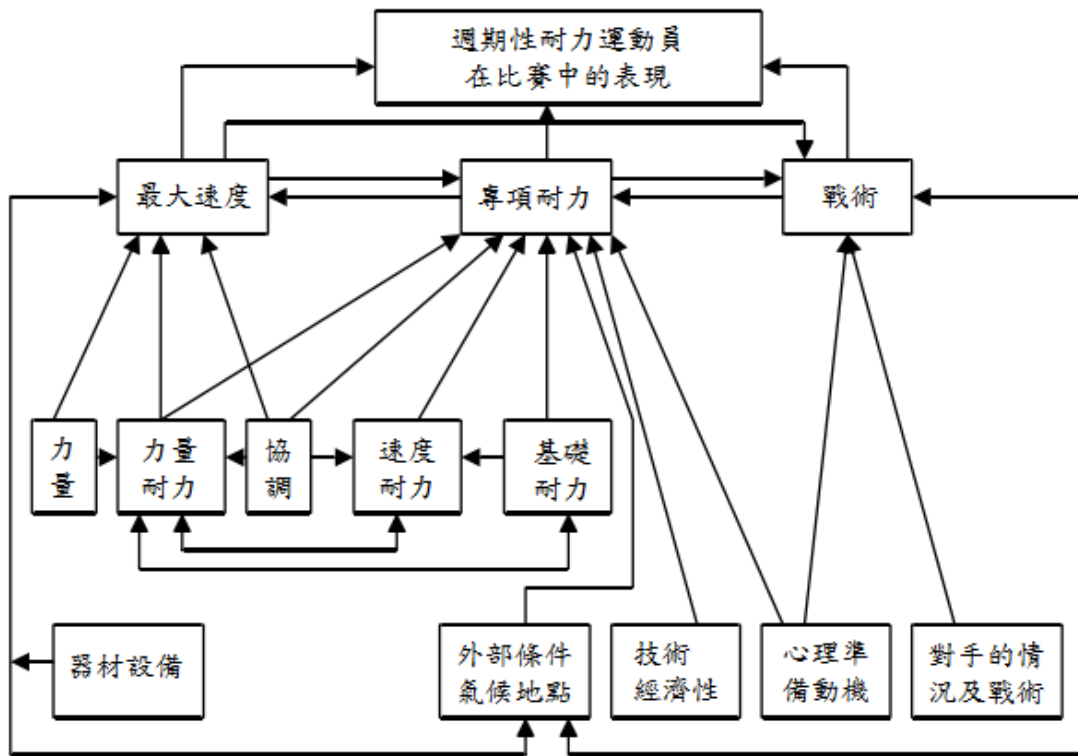 週期性耐力運動員
在比賽中的表現
最大速度
專項耐力
戰術
力
量
力量
耐力
協
調
速度
耐力
基礎
耐力
器材設備
外部條件
氣候地點
技術
經濟性
心理準
備動機
對手的情
況及戰術